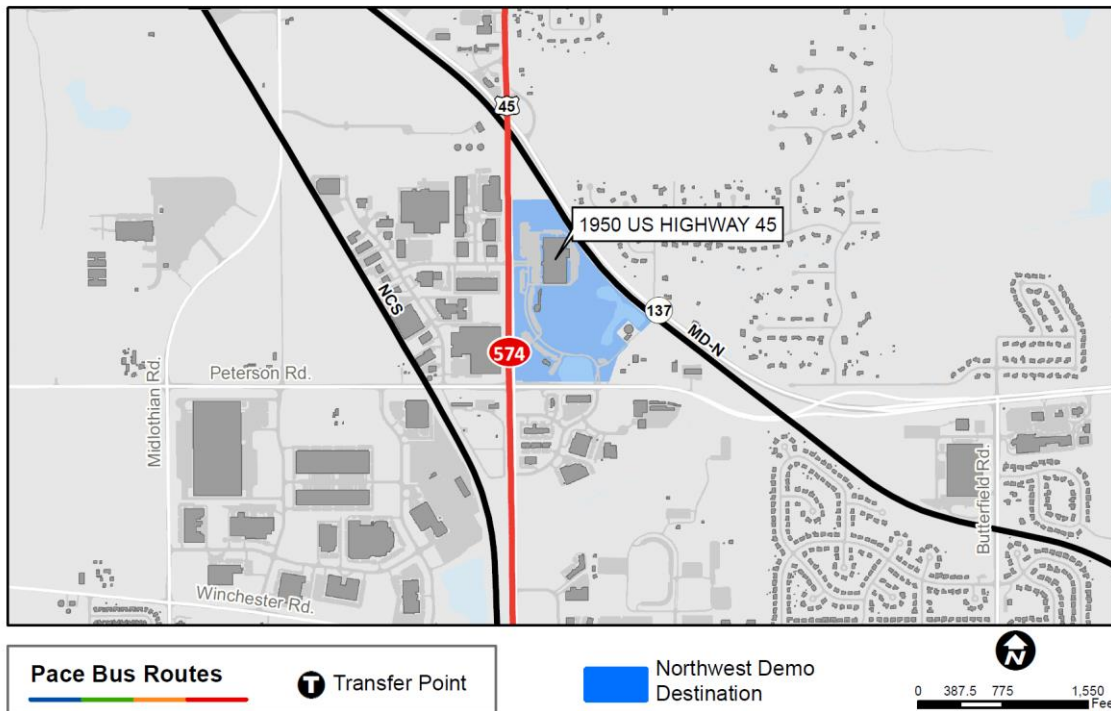 45
1950 US HIGHWAY 45
137
NCS
MD-N
574
Peterson Rd.
Midlothian Rd.
Butterfield Rd.
Winchester Rd.
Pace Bus Routes
T Transfer Point
Northwest Demo
Destination
N
0 387.5 775 1,550
Feet